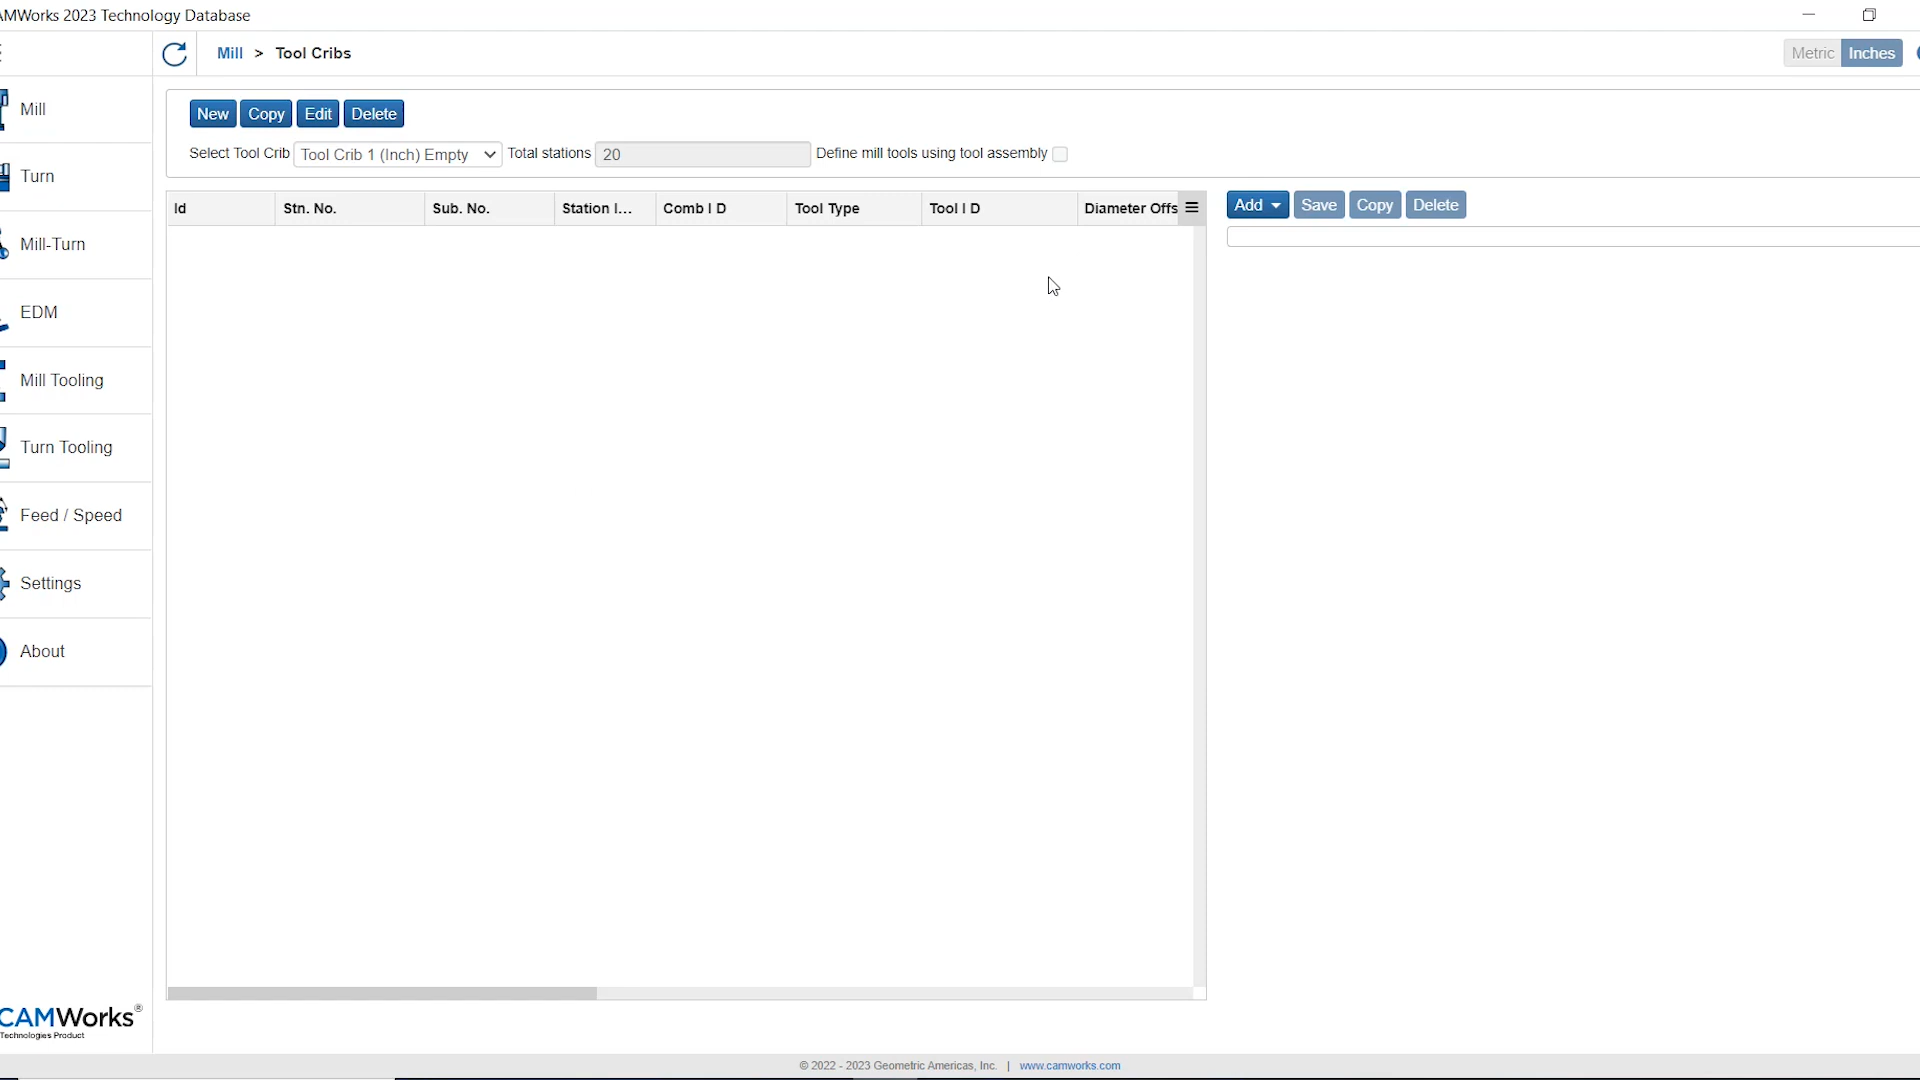 AMWorks 2023 Technology Database
Mill > Tool Cribs
Metric Inches
New Copy Edit Delete
Select Tool Crib Tool Crib 1 (Inch) Empty Total stations 20 Define mill tools using tool assembly
Id Stn. No. Sub. No. Station I... Comb I D Tool Type Tool I D Diameter Offs
Add Save Copy Delete
Mill
Turn
Mill-Turn
EDM
Mill Tooling
Turn Tooling
Feed / Speed
Settings
About
CAMWorks®
Technologies Product
© 2022 - 2023 Geometric Americas, Inc. | www.camworks.com